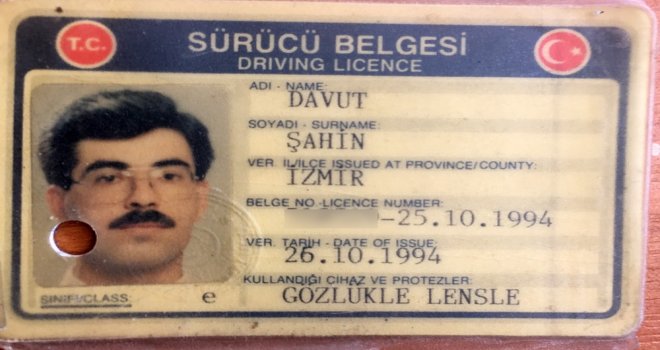 T.C.
SÜRÜCÜ BELGESİ
DRIVING LICENCE
ADI - NAME:
DAVUT
SOYADI - SURNAME:
ŞAHİN
VER. İL/İLÇE ISSUED AT PROVINCE/COUNTY:
İZMİR
BELGE NO -LICENCE NUMBER:
-25.10.1994
VER. TARİH - DATE OF ISSUE:
26.10.1994
KULLANDIĞI CİHAZ VE PROTEZLER:
GÖZLÜKLE LENSLE
SINIFI/CLASS: e